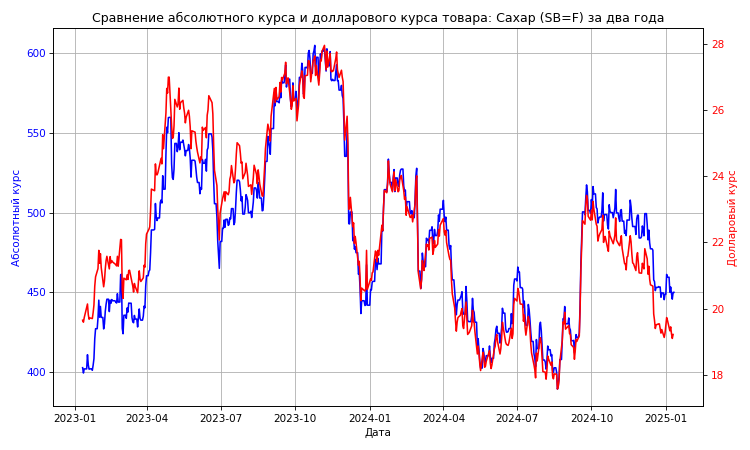 Сравнение абсолютного курса и долларового курса товара: Сахар (SB=F) за два года
600
550
500
450
400
Абсолютный курс
28
26
24
22
20
18
Долларовый курс
2023-01 2023-04 2023-07 2023-10 2024-01 2024-04 2024-07 2024-10 2025-01
Дата